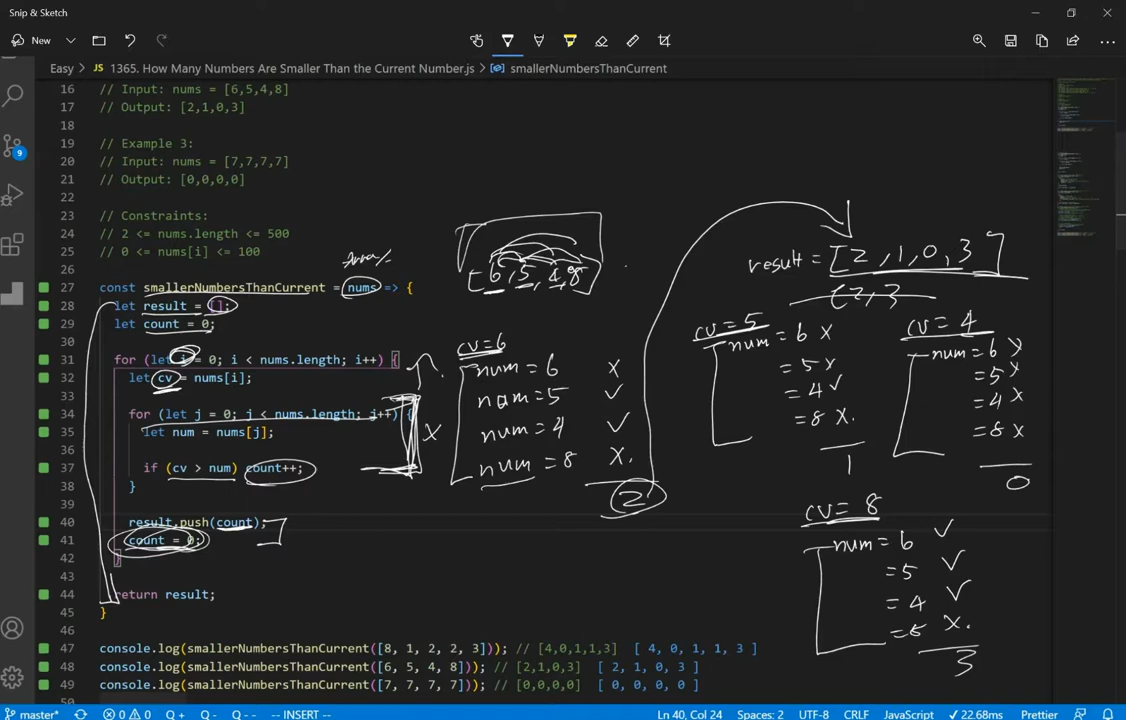 Snip & Sketch
New
Easy > JS 1365. How Many Numbers Are Smaller Than the Current Number.js > smallerNumbersThanCurrent
16 // Input: nums = [6,5,4,8]
17 // Output: [2,1,0,3]
18
19 // Example 3:
20 // Input: nums = [7,7,7,7]
21 // Output: [0,0,0,0]
22
23 // Constraints:
24 // 2 <= nums.length <= 500
25 // 0 <= nums[i] <= 100
26
27 const smallerNumbersThanCurrent = nums => {
28 let result = [];
29 let count = 0;
31 for (let i = 0; i < nums.length; i++) {
32 let cv = nums[i];
33
34 for (let j = 0; j < nums.length; j++) {
35 let num = nums[j];
36
37 if (cv > num) count++;
38 }
39
40 result.push(count);
41 count = 0;
42 }
43
44 return result;
45 }
46
47 console.log(smallerNumbersThanCurrent([8, 1, 2, 2, 3])); // [4,0,1,1,3] [ 4, 0, 1, 1, 3 ]
48 console.log(smallerNumbersThanCurrent([6, 5, 4, 8])); // [2,1,0,3] [ 2, 1, 0, 3 ]
49 console.log(smallerNumbersThanCurrent([7, 7, 7, 7])); // [0,0,0,0] [ 0, 0, 0, 0 ]
50
[6,5,4,8]
X
cv=6
num = 6 X
num = 5 ✓
num = 4 ✓
num = 8 X.
2
result = [2,1,0,3]
cv=5
num = 6 X
= 5 X
= 4 ✓
= 8 X.
1
cv=4
num = 6 X
= 5 X
= 4 X
= 8 X
0
cv= 8
num = 6 ✓
= 5 ✓
= 4 ✓
X.
3
9
master* 0 0 Q + Q - Q - - -- INSERT -- Ln 40, Col 24 Spaces: 2 UTF-8 CRLF JavaScript ✓ 22.68ms Prettier